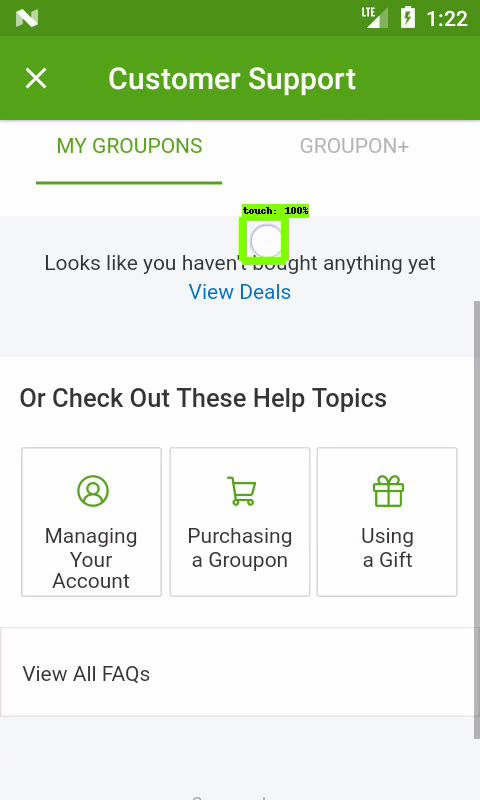 LTE 1:22
Customer Support
MY GROUPONS GROUPON+
touch: 100%
Looks like you haven't bought anything yet
View Deals
Or Check Out These Help Topics
Managing Your Account
Purchasing a Groupon
Using a Gift
View All FAQs